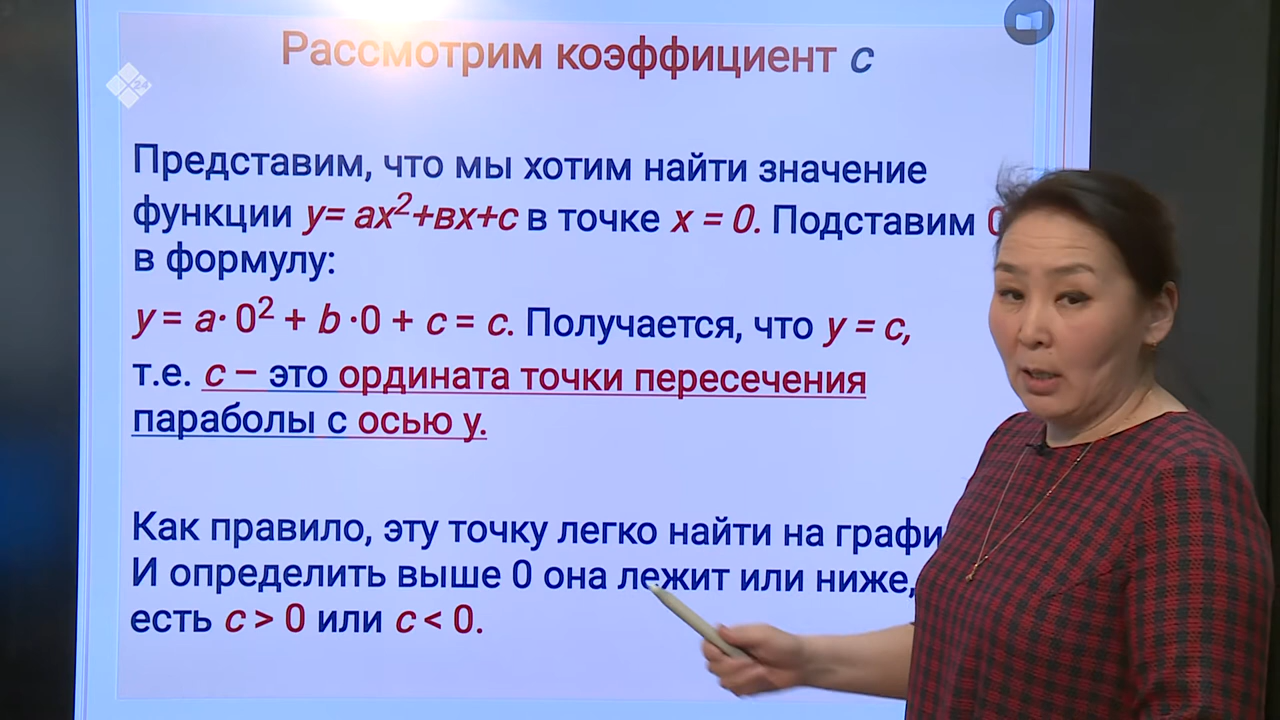 Рассмотрим коэффициент с
Представим, что мы хотим найти значение
функции y= ax²+вx+c в точке x = 0. Подставим 0
в формулу:
y = a· 0² + b ·0 + c = c. Получается, что y = c,
т.е. с – это ордината точки пересечения
параболы с осью у.
Как правило, эту точку легко найти на
И определить выше 0 она лежит или ниже,
есть с > 0 или с < 0.
24